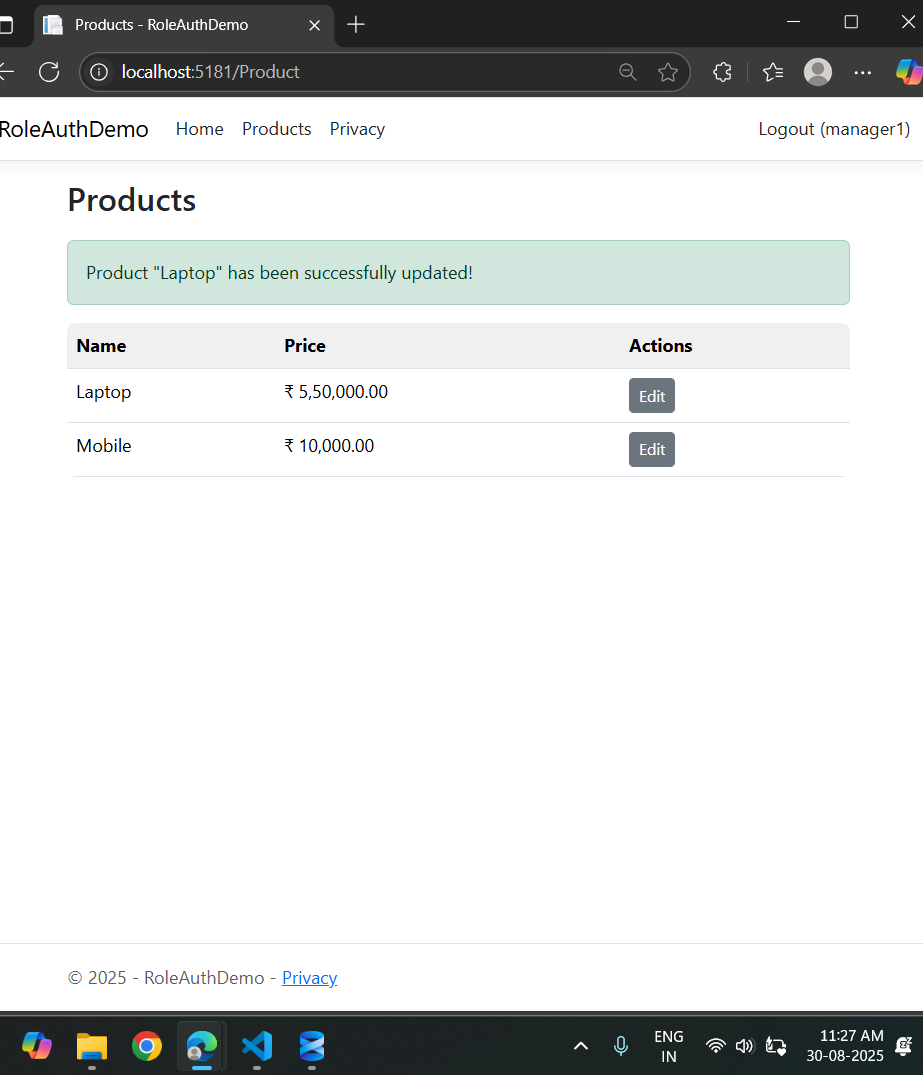 Products - RoleAuthDemo
localhost:5181/Product
RoleAuthDemo Home Products Privacy Logout (manager1)
Products
Product "Laptop" has been successfully updated!
Name Price Actions
Laptop ₹ 5,50,000.00 Edit
Mobile ₹ 10,000.00 Edit
© 2025 - RoleAuthDemo - Privacy
ENG 11:27 AM
IN 30-08-2025